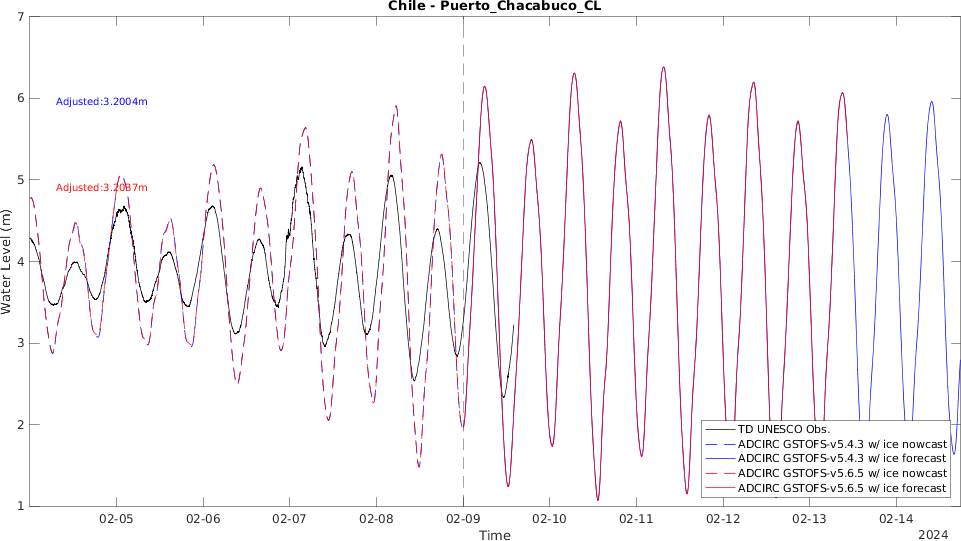 Chile - Puerto_Chacabuco_CL
7
6
5
4
3
2
1
Water Level (m)
Adjusted:3.2004m
Adjusted:3.2087m
TD UNESCO Obs.
ADCIRC GSTOFS-v5.4.3 w/ ice nowcast
ADCIRC GSTOFS-v5.4.3 w/ ice forecast
ADCIRC GSTOFS-v5.6.5 w/ ice nowcast
ADCIRC GSTOFS-v5.6.5 w/ ice forecast
02-05 02-06 02-07 02-08 02-09 02-10 02-11 02-12 02-13 02-14
Time
2024